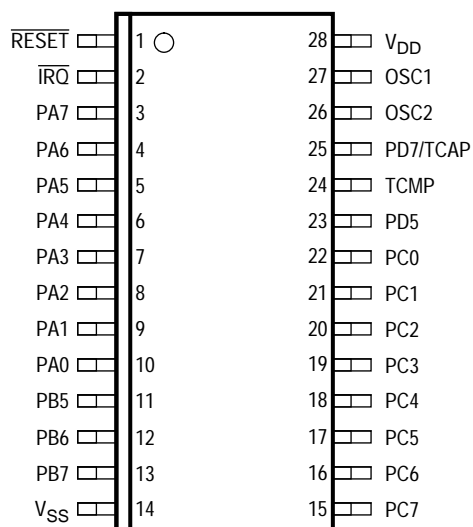 RESET 1 28 VDD
IRQ 2 27 OSC1
PA7 3 26 OSC2
PA6 4 25 PD7/TCAP
PA5 5 24 TCMP
PA4 6 23 PD5
PA3 7 22 PC0
PA2 8 21 PC1
PA1 9 20 PC2
PA0 10 19 PC3
PB5 11 18 PC4
PB6 12 17 PC5
PB7 13 16 PC6
VSS 14 15 PC7